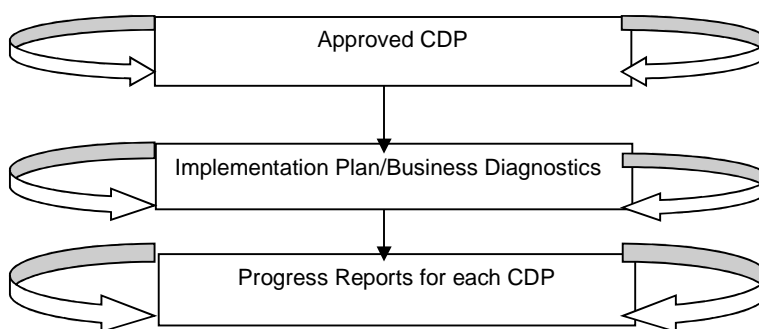 Approved CDP
Implementation Plan/Business Diagnostics
Progress Reports for each CDP